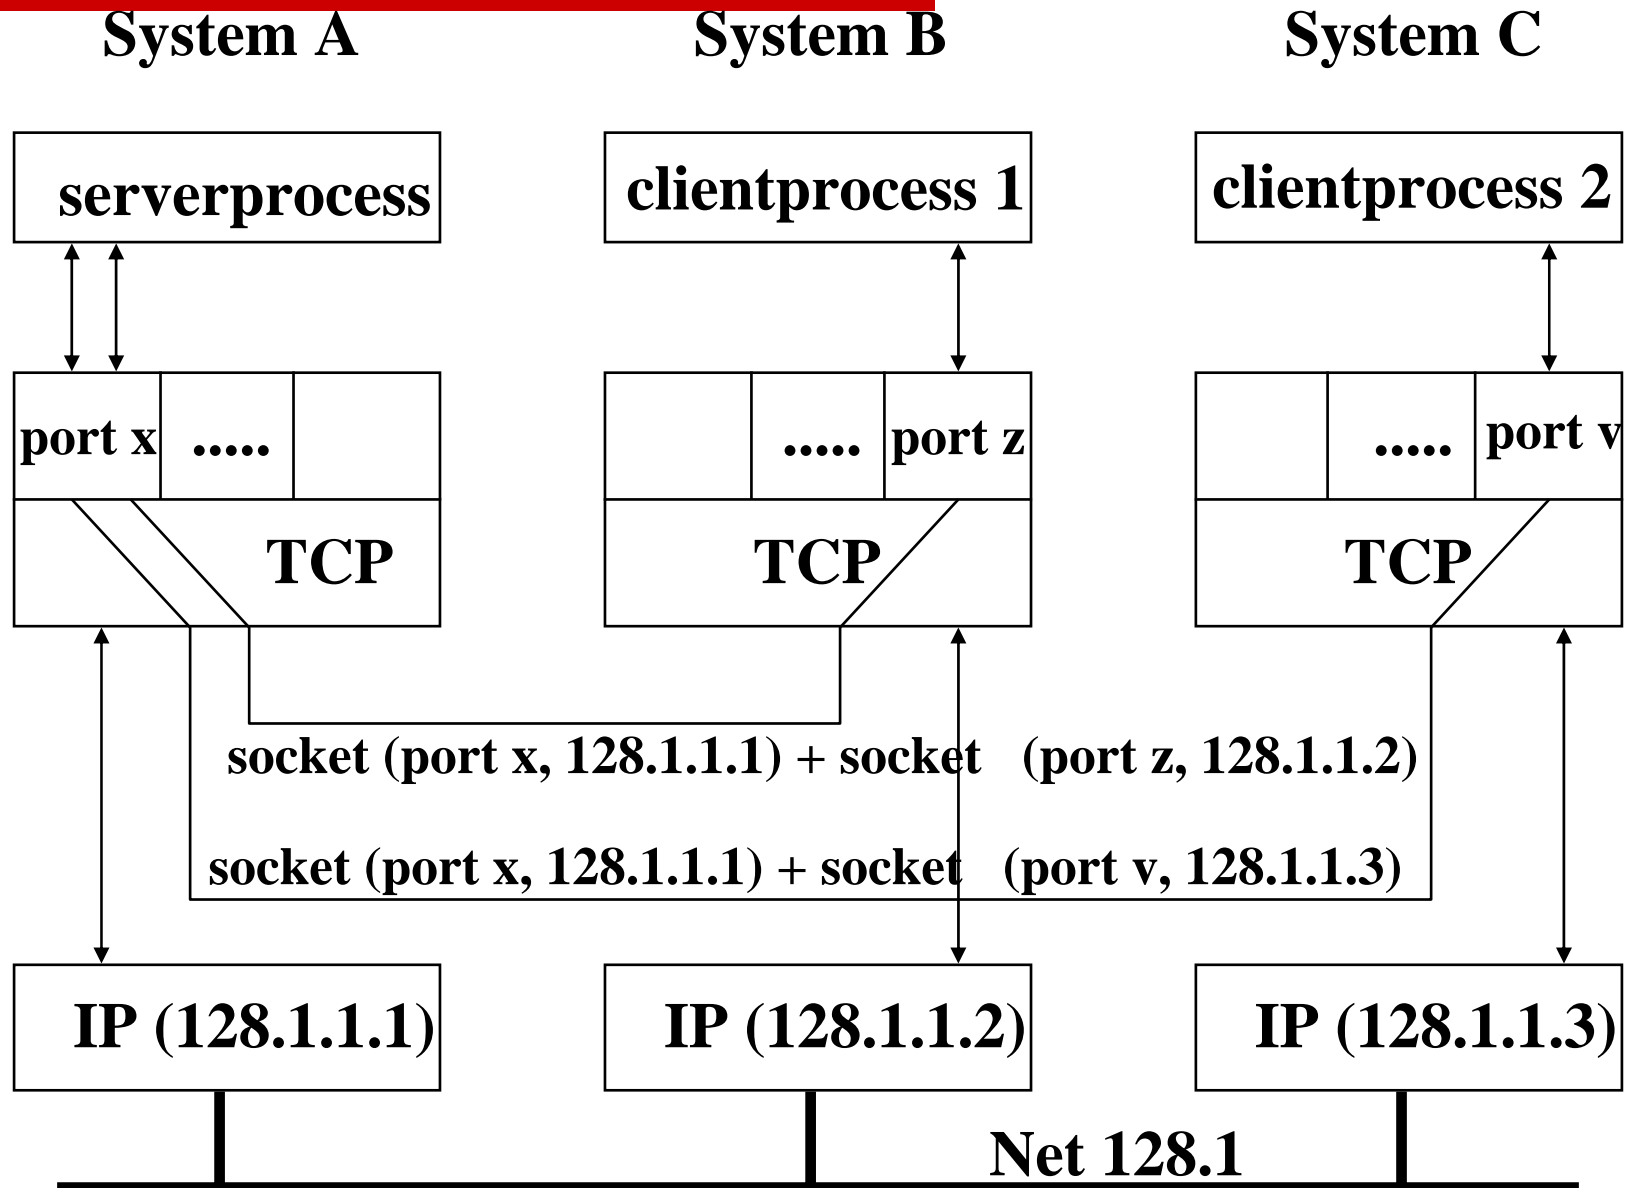 System A
System B
System C
serverprocess
clientprocess 1
clientprocess 2
port x
.....
.....
port z
.....
port v
TCP
TCP
TCP
socket (port x, 128.1.1.1) + socket (port z, 128.1.1.2)
socket (port x, 128.1.1.1) + socket (port v, 128.1.1.3)
IP (128.1.1.1)
IP (128.1.1.2)
IP (128.1.1.3)
Net 128.1